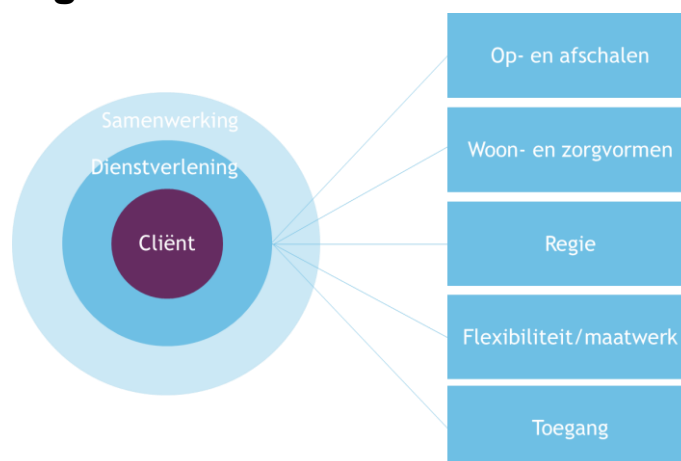 Samenwerking
Dienstverlening
Cliënt
Op- en afschalen
Woon- en zorgvormen
Regie
Flexibiliteit/maatwerk
Toegang